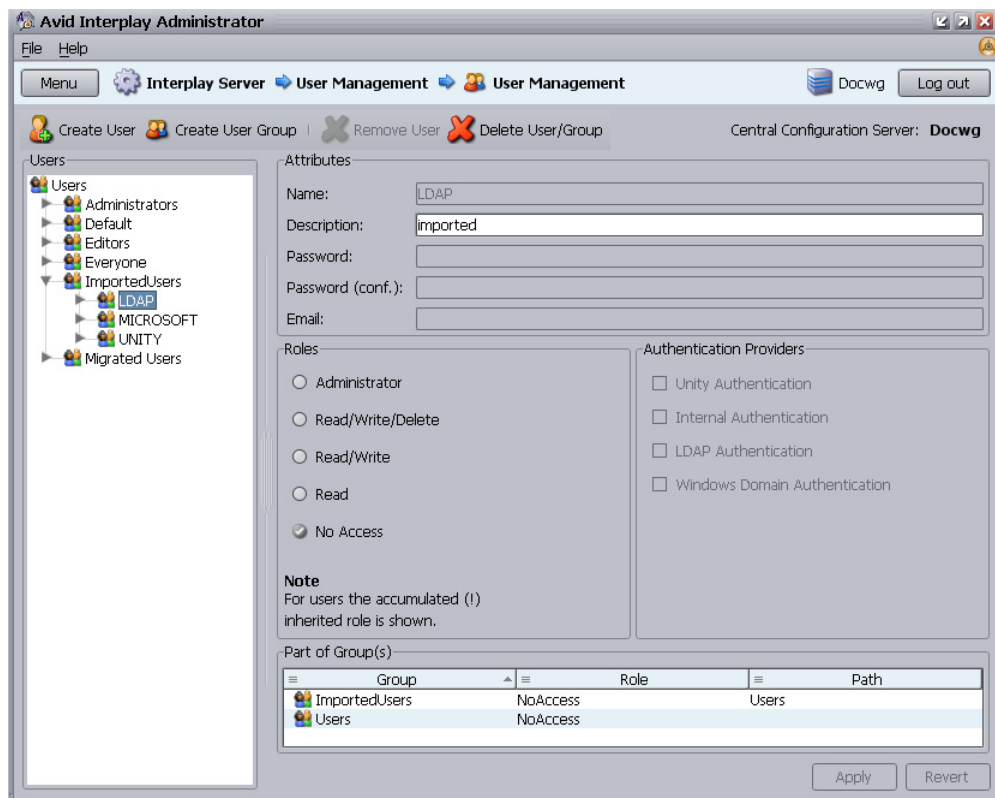 Avid Interplay Administrator
File Help
Menu Interplay Server User Management User Management Docwg Log out
Create User Create User Group Remove User Delete User/Group Central Configuration Server: Docwg
Users
Users
Administrators
Default
Editors
Everyone
ImportedUsers
LDAP
MICROSOFT
UNITY
Migrated Users
Attributes
Name: LDAP
Description: imported
Password:
Password (conf.):
Email:
Roles
Administrator
Read/Write/Delete
Read/Write
Read
No Access
Note
For users the accumulated (!)
inherited role is shown.
Authentication Providers
Unity Authentication
Internal Authentication
LDAP Authentication
Windows Domain Authentication
Part of Group(s)
Group Role Path
ImportedUsers NoAccess Users
Users NoAccess
Apply Revert